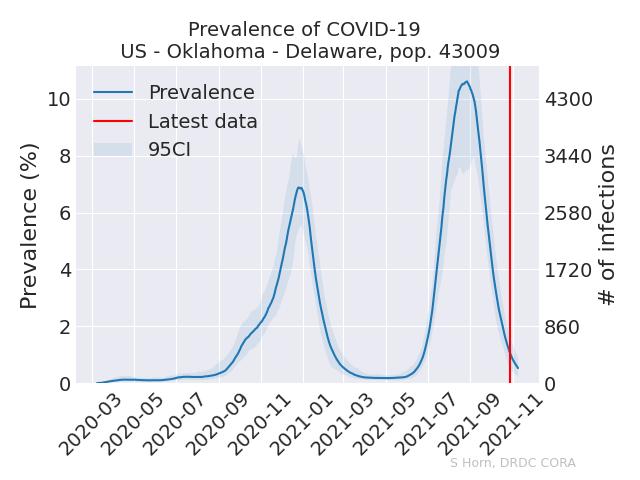 Prevalence of COVID-19
US - Oklahoma - Delaware, pop. 43009
Prevalence
Latest data
95CI
Prevalence (%)
10
8
6
4
2
0
# of infections
4300
3440
2580
1720
860
0
2020-03
2020-05
2020-07
2020-09
2020-11
2021-01
2021-03
2021-05
2021-07
2021-09
2021-11
S Horn, DRDC CORA